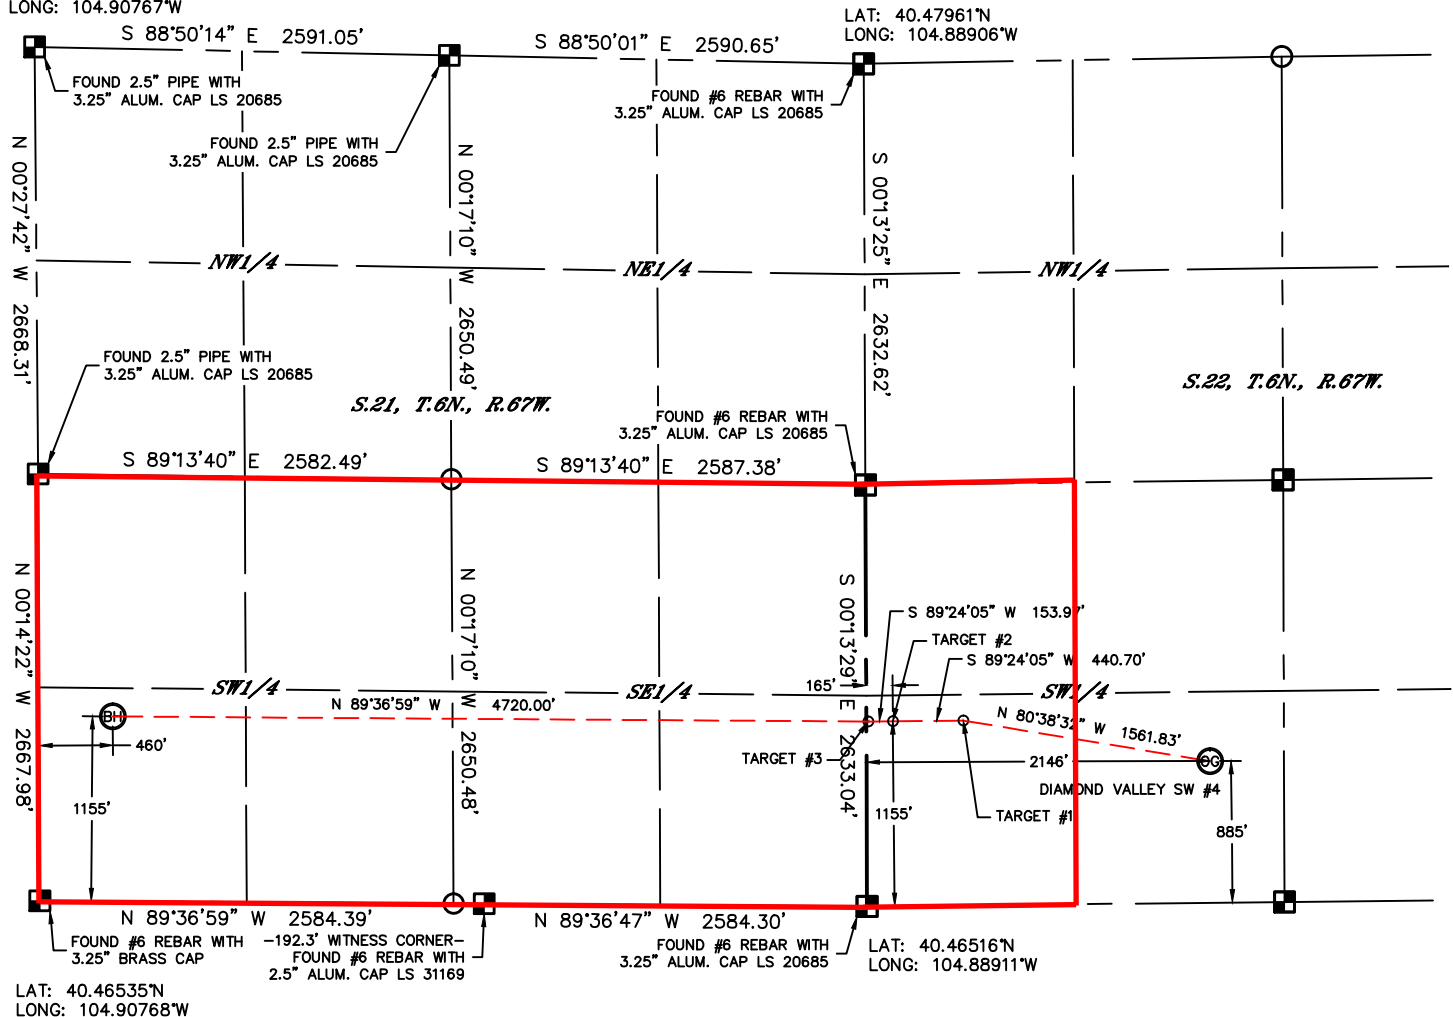 LONG: 104.90767°W
LAT: 40.47961°N
LONG: 104.88906°W
S 88°50'14" E 2591.05'
S 88°50'01" E 2590.65'
FOUND 2.5" PIPE WITH
3.25" ALUM. CAP LS 20685
FOUND 2.5" PIPE WITH
3.25" ALUM. CAP LS 20685
FOUND #6 REBAR WITH
3.25" ALUM. CAP LS 20685
N 00°27'42" W 2668.31'
N 00°17'10" W 2650.49'
S 00°13'25" E 2632.62'
NW1/4
NE1/4
NW1/4
FOUND 2.5" PIPE WITH
3.25" ALUM. CAP LS 20685
S.21, T.6N., R.67W.
S.22, T.6N., R.67W.
FOUND #6 REBAR WITH
3.25" ALUM. CAP LS 20685
S 89°13'40" E 2582.49'
S 89°13'40" E 2587.38'
N 00°14'22" W 2667.98'
N 00°17'10" W 2650.48'
S 00°13'29" E 2633.04'
S 89°24'05" W 153.97'
TARGET #2
S 89°24'05" W 440.70'
165'
SW1/4
SE1/4
SW1/4
N 89°36'59" W 4720.00'
BH
N 80°38'32" W 1561.83'
460'
TARGET #3
2146'
OG
DIAMOND VALLEY SW #4
1155'
1155'
TARGET #1
885'
N 89°36'59" W 2584.39'
N 89°36'47" W 2584.30'
FOUND #6 REBAR WITH
3.25" BRASS CAP
-192.3' WITNESS CORNER-
FOUND #6 REBAR WITH
2.5" ALUM. CAP LS 31169
FOUND #6 REBAR WITH
3.25" ALUM. CAP LS 20685
LAT: 40.46516°N
LONG: 104.88911°W
LAT: 40.46535°N
LONG: 104.90768°W